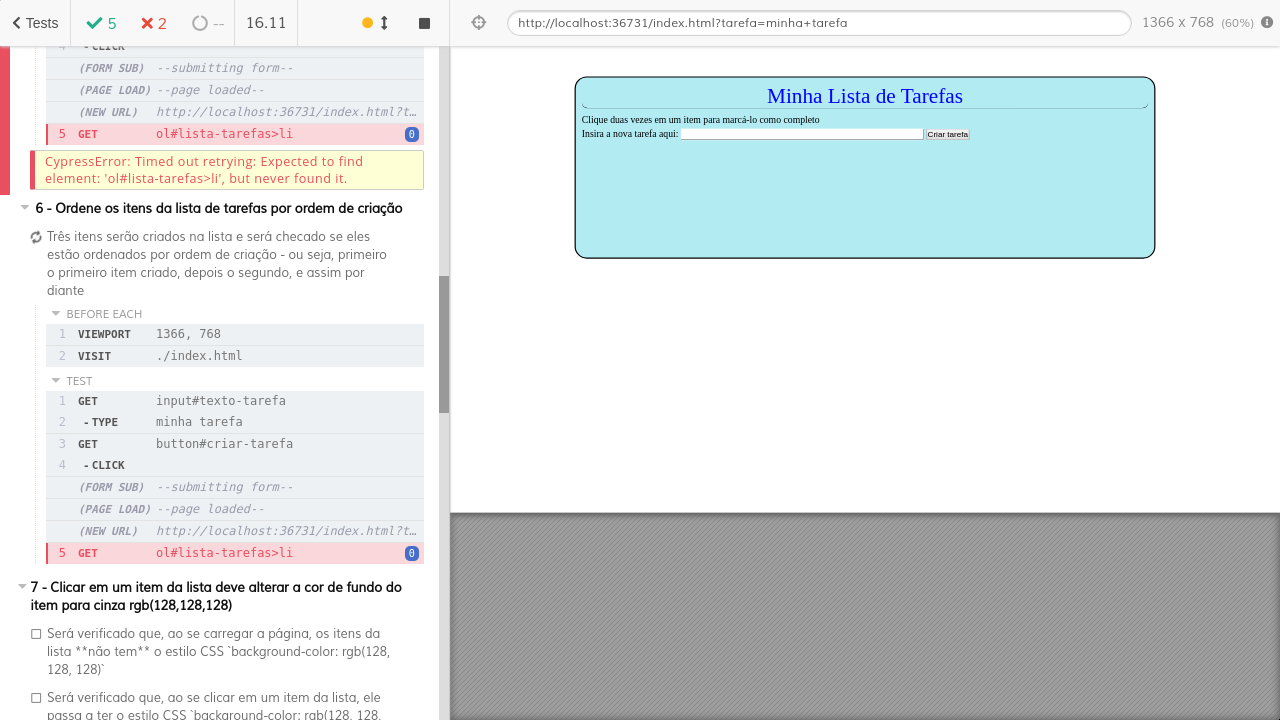 Tests 5 2 -- 16.11
http://localhost:36731/index.html?tarefa=minha+tarefa
1366 x 768 (60%)
4 - CLICK
(FORM SUB) --submitting form--
(PAGE LOAD) --page loaded--
(NEW URL) http://localhost:36731/index.html?t…
5 GET ol#lista-tarefas>li 0
CypressError: Timed out retrying: Expected to find
element: 'ol#lista-tarefas>li', but never found it.
6 - Ordene os itens da lista de tarefas por ordem de criação
Três itens serão criados na lista e será checado se eles
estão ordenados por ordem de criação - ou seja, primeiro
o primeiro item criado, depois o segundo, e assim por
diante
BEFORE EACH
1 VIEWPORT 1366, 768
2 VISIT ./index.html
TEST
1 GET input#texto-tarefa
2 - TYPE minha tarefa
3 GET button#criar-tarefa
4 - CLICK
(FORM SUB) --submitting form--
(PAGE LOAD) --page loaded--
(NEW URL) http://localhost:36731/index.html?t…
5 GET ol#lista-tarefas>li 0
7 - Clicar em um item da lista deve alterar a cor de fundo do
item para cinza rgb(128,128,128)
Será verificado que, ao se carregar a página, os itens da
lista **não tem** o estilo CSS `background-color: rgb(128,
128, 128)`
Será verificado que, ao se clicar em um item da lista, ele
passa a ter o estilo CSS `background-color: rgb(128, 128,
Minha Lista de Tarefas
Clique duas vezes em um item para marcá-lo como completo
Insira a nova tarefa aqui: Criar tarefa